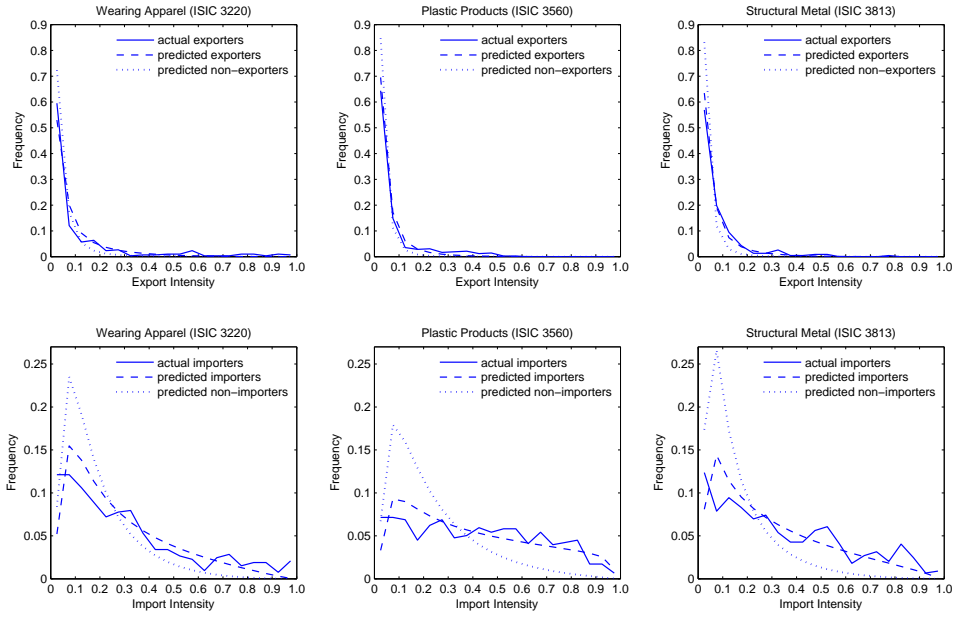 Wearing Apparel (ISIC 3220)
0.9
0.8
0.7
0.6
0.5
0.4
0.3
0.2
0.1
0
Frequency
actual exporters
predicted exporters
predicted non−exporters
0 0.1 0.2 0.3 0.4 0.5 0.6 0.7 0.8 0.9 1.0
Export Intensity
Plastic Products (ISIC 3560)
0.9
0.8
0.7
0.6
0.5
0.4
0.3
0.2
0.1
0
Frequency
actual exporters
predicted exporters
predicted non−exporters
0 0.1 0.2 0.3 0.4 0.5 0.6 0.7 0.8 0.9 1.0
Export Intensity
Structural Metal (ISIC 3813)
0.9
0.8
0.7
0.6
0.5
0.4
0.3
0.2
0.1
0
Frequency
actual exporters
predicted exporters
predicted non−exporters
0 0.1 0.2 0.3 0.4 0.5 0.6 0.7 0.8 0.9 1.0
Export Intensity
Wearing Apparel (ISIC 3220)
0.25
0.2
0.15
0.1
0.05
0
Frequency
actual importers
predicted importers
predicted non−importers
0 0.1 0.2 0.3 0.4 0.5 0.6 0.7 0.8 0.9 1.0
Import Intensity
Plastic Products (ISIC 3560)
0.25
0.2
0.15
0.1
0.05
0
Frequency
actual importers
predicted importers
predicted non−importers
0 0.1 0.2 0.3 0.4 0.5 0.6 0.7 0.8 0.9 1.0
Import Intensity
Structural Metal (ISIC 3813)
0.25
0.2
0.15
0.1
0.05
0
Frequency
actual importers
predicted importers
predicted non−importers
0 0.1 0.2 0.3 0.4 0.5 0.6 0.7 0.8 0.9 1.0
Import Intensity